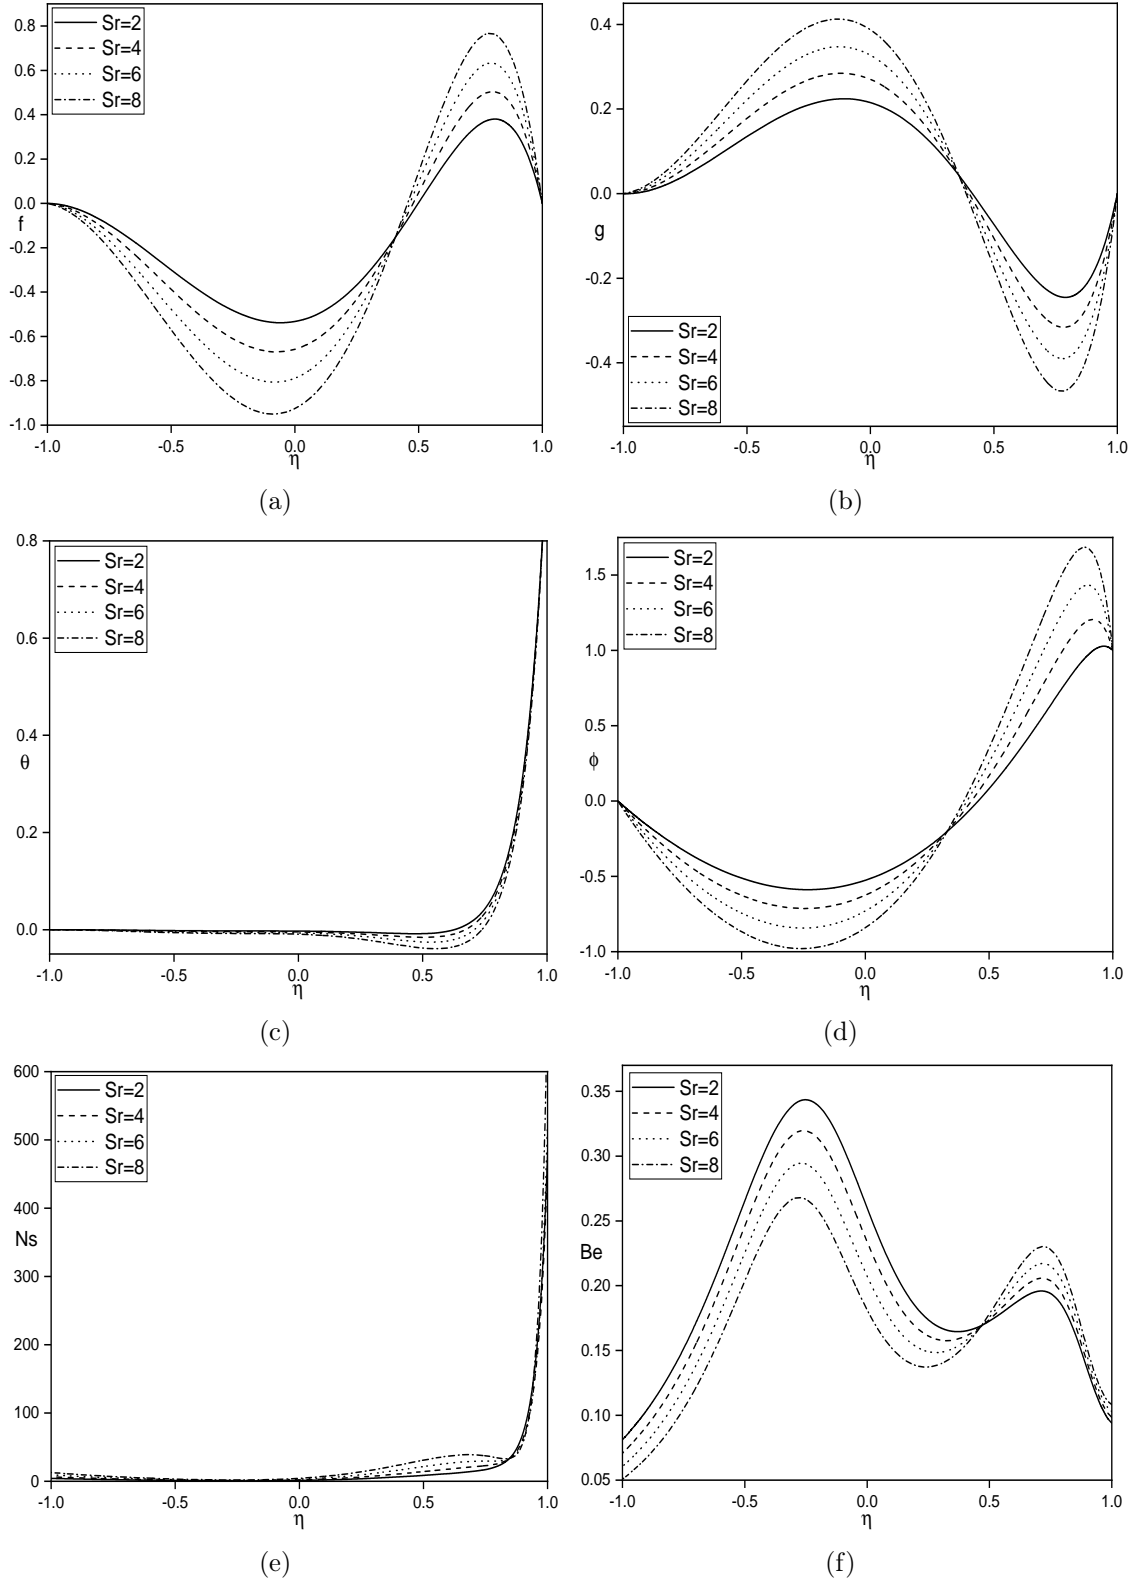 0.8
0.6
0.4
0.2
0.0
-0.2
-0.4
-0.6
-0.8
-1.0
f
Sr=2
Sr=4
Sr=6
Sr=8
-1.0 -0.5 0.0 0.5 1.0
η
(a)
0.4
0.2
0.0
-0.2
-0.4
g
Sr=2
Sr=4
Sr=6
Sr=8
-1.0 -0.5 0.0 0.5 1.0
η
(b)
0.8
0.6
0.4
0.2
0.0
θ
Sr=2
Sr=4
Sr=6
Sr=8
-1.0 -0.5 0.0 0.5 1.0
η
(c)
1.5
1.0
0.5
0.0
-0.5
-1.0
ϕ
Sr=2
Sr=4
Sr=6
Sr=8
-1.0 -0.5 0.0 0.5 1.0
η
(d)
600
500
400
300
200
100
0
Ns
Sr=2
Sr=4
Sr=6
Sr=8
-1.0 -0.5 0.0 0.5 1.0
η
(e)
0.35
0.30
0.25
0.20
0.15
0.10
0.05
Be
Sr=2
Sr=4
Sr=6
Sr=8
-1.0 -0.5 0.0 0.5 1.0
η
(f)